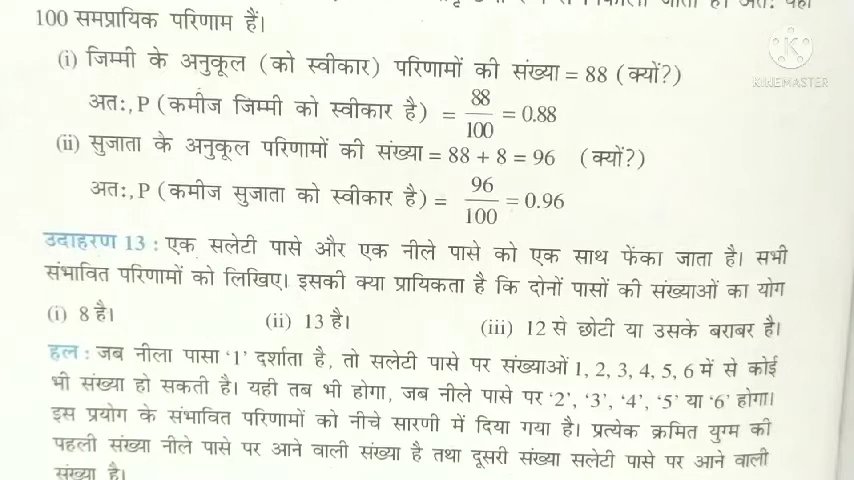 जाता है। अतः यहाँ
100 समप्रायिक परिणाम हैं।
KINEMASTER
(i) जिम्मी के अनुकूल (को स्वीकार) परिणामों की संख्या = 88 (क्यों?)
अतः, P (कमीज जिम्मी को स्वीकार है) = 88/100 = 0.88
(ii) सुजाता के अनुकूल परिणामों की संख्या = 88 + 8 = 96 (क्यों?)
अतः, P (कमीज सुजाता को स्वीकार है) = 96/100 = 0.96
उदाहरण 13 : एक सलेटी पासे और एक नीले पासे को एक साथ फेंका जाता है। सभी
संभावित परिणामों को लिखिए। इसकी क्या प्रायिकता है कि दोनों पासों की संख्याओं का योग
(i) 8 है। (ii) 13 है। (iii) 12 से छोटी या उसके बराबर है।
हल : जब नीला पासा ‘1’ दर्शाता है, तो सलेटी पासे पर संख्याओं 1, 2, 3, 4, 5, 6 में से कोई
भी संख्या हो सकती है। यही तब भी होगा, जब नीले पासे पर ‘2’, ‘3’, ‘4’, ‘5’ या ‘6’ होगा।
इस प्रयोग के संभावित परिणामों को नीचे सारणी में दिया गया है। प्रत्येक क्रमित युग्म की
पहली संख्या नीले पासे पर आने वाली संख्या है तथा दूसरी संख्या सलेटी पासे पर आने वाली
संख्या है।